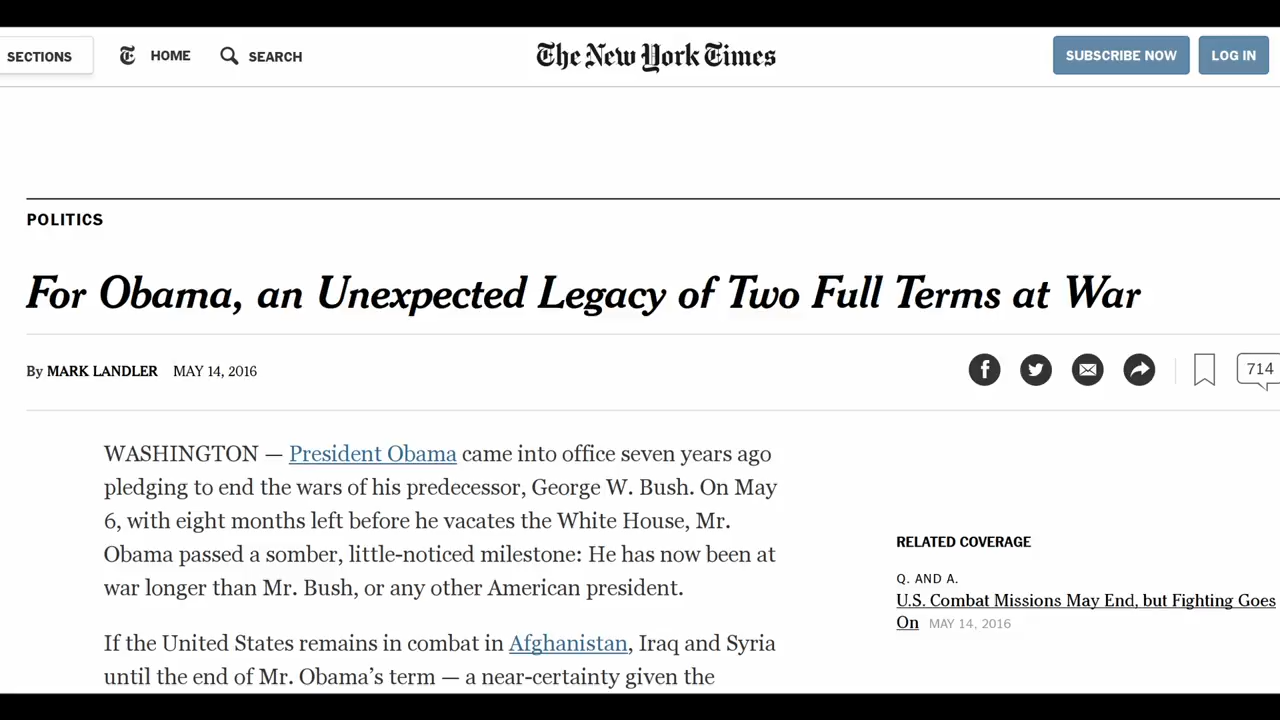 SECTIONS
HOME
SEARCH
The New York Times
SUBSCRIBE NOW
LOG IN
POLITICS
For Obama, an Unexpected Legacy of Two Full Terms at War
By MARK LANDLER MAY 14, 2016
714
WASHINGTON — President Obama came into office seven years ago
pledging to end the wars of his predecessor, George W. Bush. On May
6, with eight months left before he vacates the White House, Mr.
Obama passed a somber, little-noticed milestone: He has now been at
war longer than Mr. Bush, or any other American president.
If the United States remains in combat in Afghanistan, Iraq and Syria
until the end of Mr. Obama’s term — a near-certainty given the
RELATED COVERAGE
Q. AND A.
U.S. Combat Missions May End, but Fighting Goes
On MAY 14, 2016